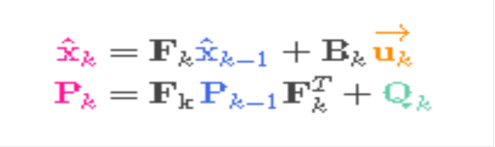 x̂ₖ = Fₖx̂ₖ₋₁ + Bₖu⃗ₖ
Pₖ = FₖPₖ₋₁Fₖᵀ + Qₖ